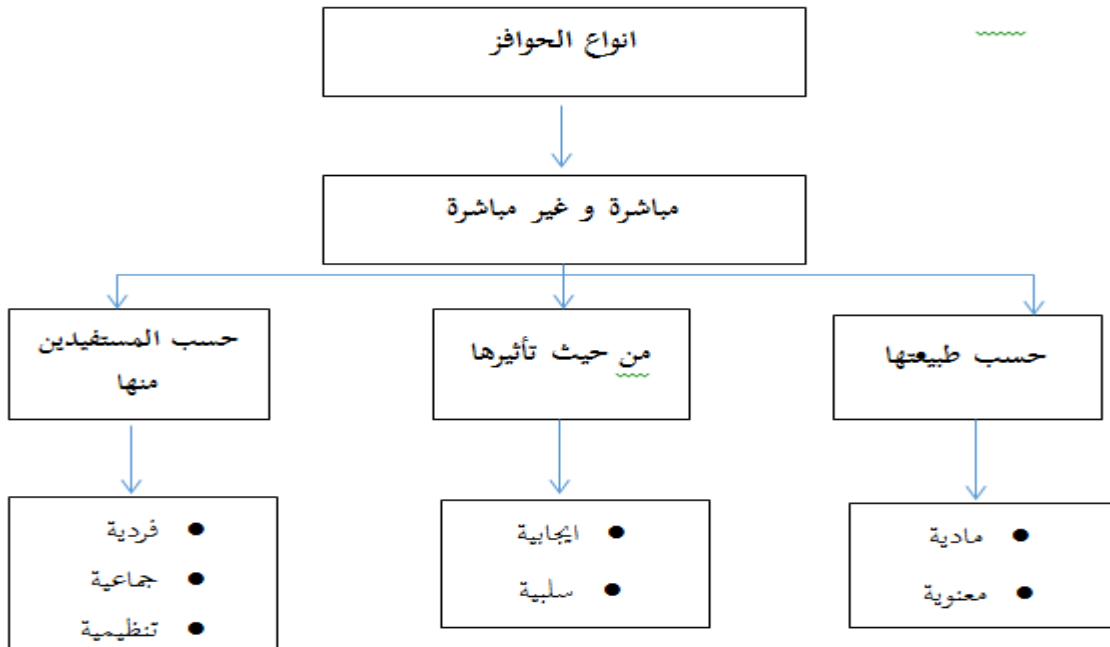 انواع الحوافز
مباشرة و غير مباشرة
حسب طبيعتها
من حيث تأثيرها
حسب المستفيدين
منها
● مادية
● معنوية
● ايجابية
● سلبية
● فردية
● جماعية
● تنظيمية